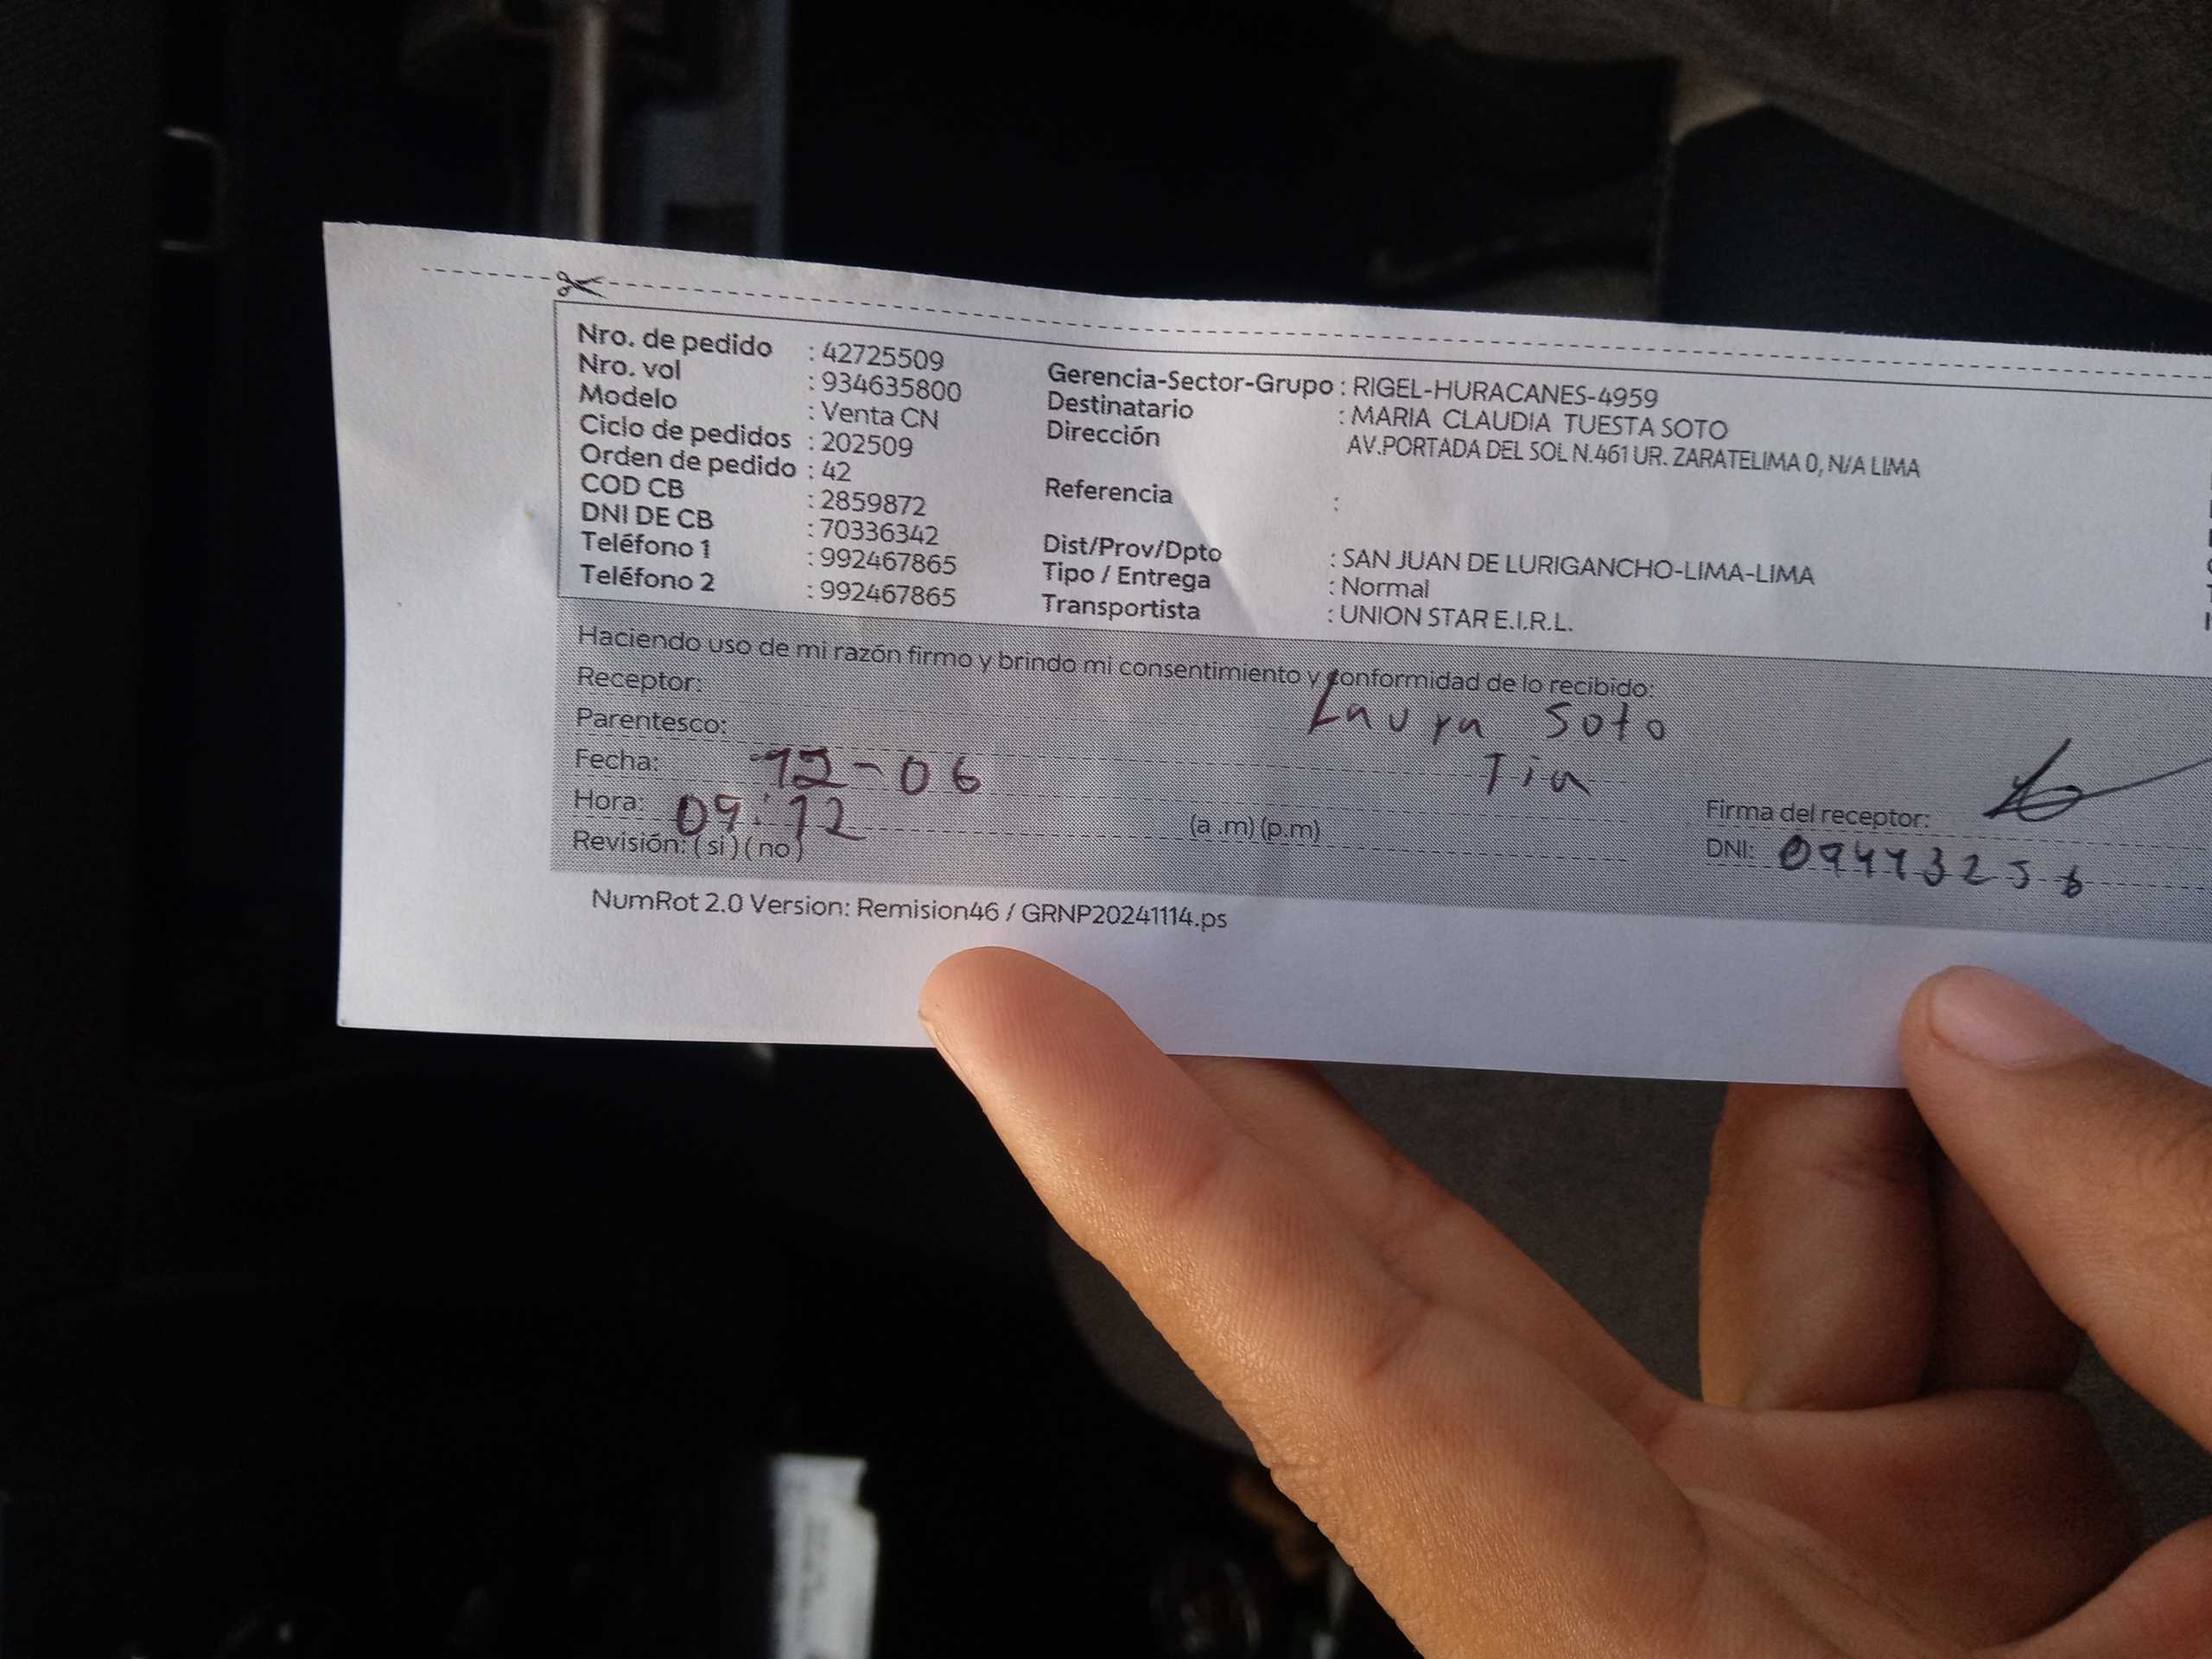 Nro. de pedido : 42725509
Nro. vol : 934635800
Modelo : Venta CN
Ciclo de pedidos : 202509
Orden de pedido : 42
COD CB : 2859872
DNI DE CB : 70336342
Teléfono 1 : 992467865
Teléfono 2 : 992467865
Gerencia-Sector-Grupo : RIGEL-HURACANES-4959
Destinatario : MARIA CLAUDIA TUESTA SOTO
Dirección AV.PORTADA DEL SOL N.461 UR. ZARATELIMA 0, N/A LIMA
Referencia :
Dist/Prov/Dpto : SAN JUAN DE LURIGANCHO-LIMA-LIMA
Tipo / Entrega : Normal
Transportista : UNION STAR E.I.R.L.
Haciendo uso de mi razón firmo y brindo mi consentimiento y conformidad de lo recibido:
Receptor: Laura Soto
Parentesco: Tia
Fecha: 12-06
Hora: 09:12 (a .m) (p.m)
Revisión: ( si ) ( no )
Firma del receptor:
DNI:
NumRot 2.0 Version: Remision46 / GRNP20241114.ps